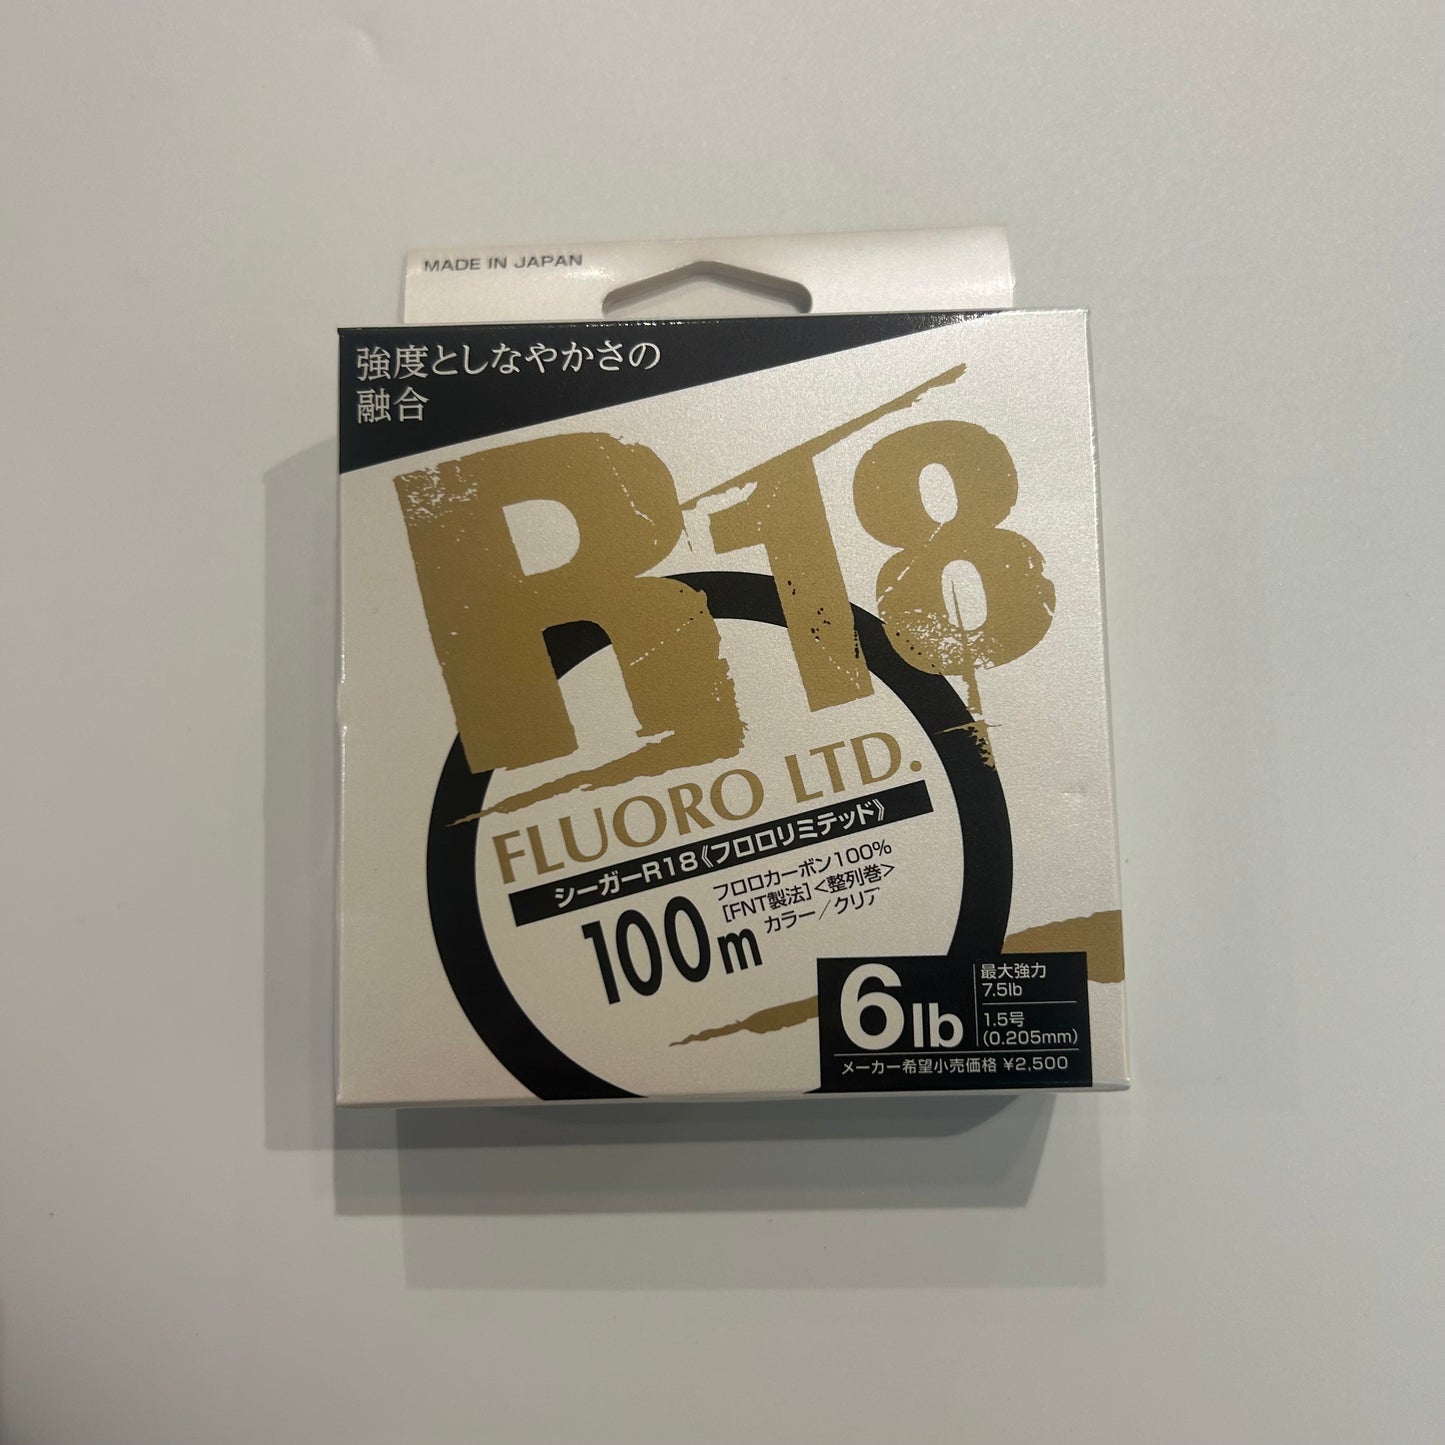 MADE IN JAPAN
強度としなやかさの
融合
R18
FLUORO LTD.
シーガーR18《フロロリミテッド》
100m
フロロカーボン100%
[FNT製法]<整列巻>
カラー/クリア
6lb
最大強力
7.5lb
1.5号
(0.205mm)
メーカー希望小売価格 ¥2,500